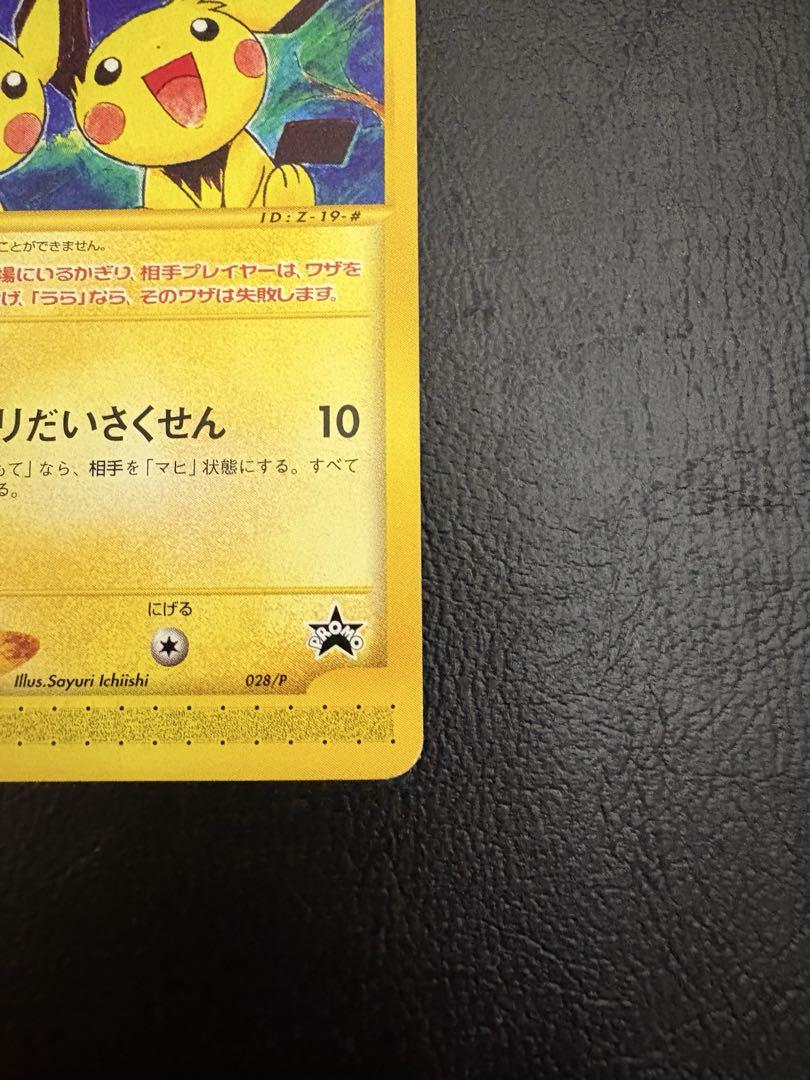 ID:Z-19-#
ことができません。
場にいるかぎり、相手プレイヤーは、ワザを
げ、「うら」なら、そのワザは失敗します。
リだいさくせん 10
もて」なら、相手を「マヒ」状態にする。すべて
る。
にげる
PROMO
Illus.Sayuri Ichiishi 028/P